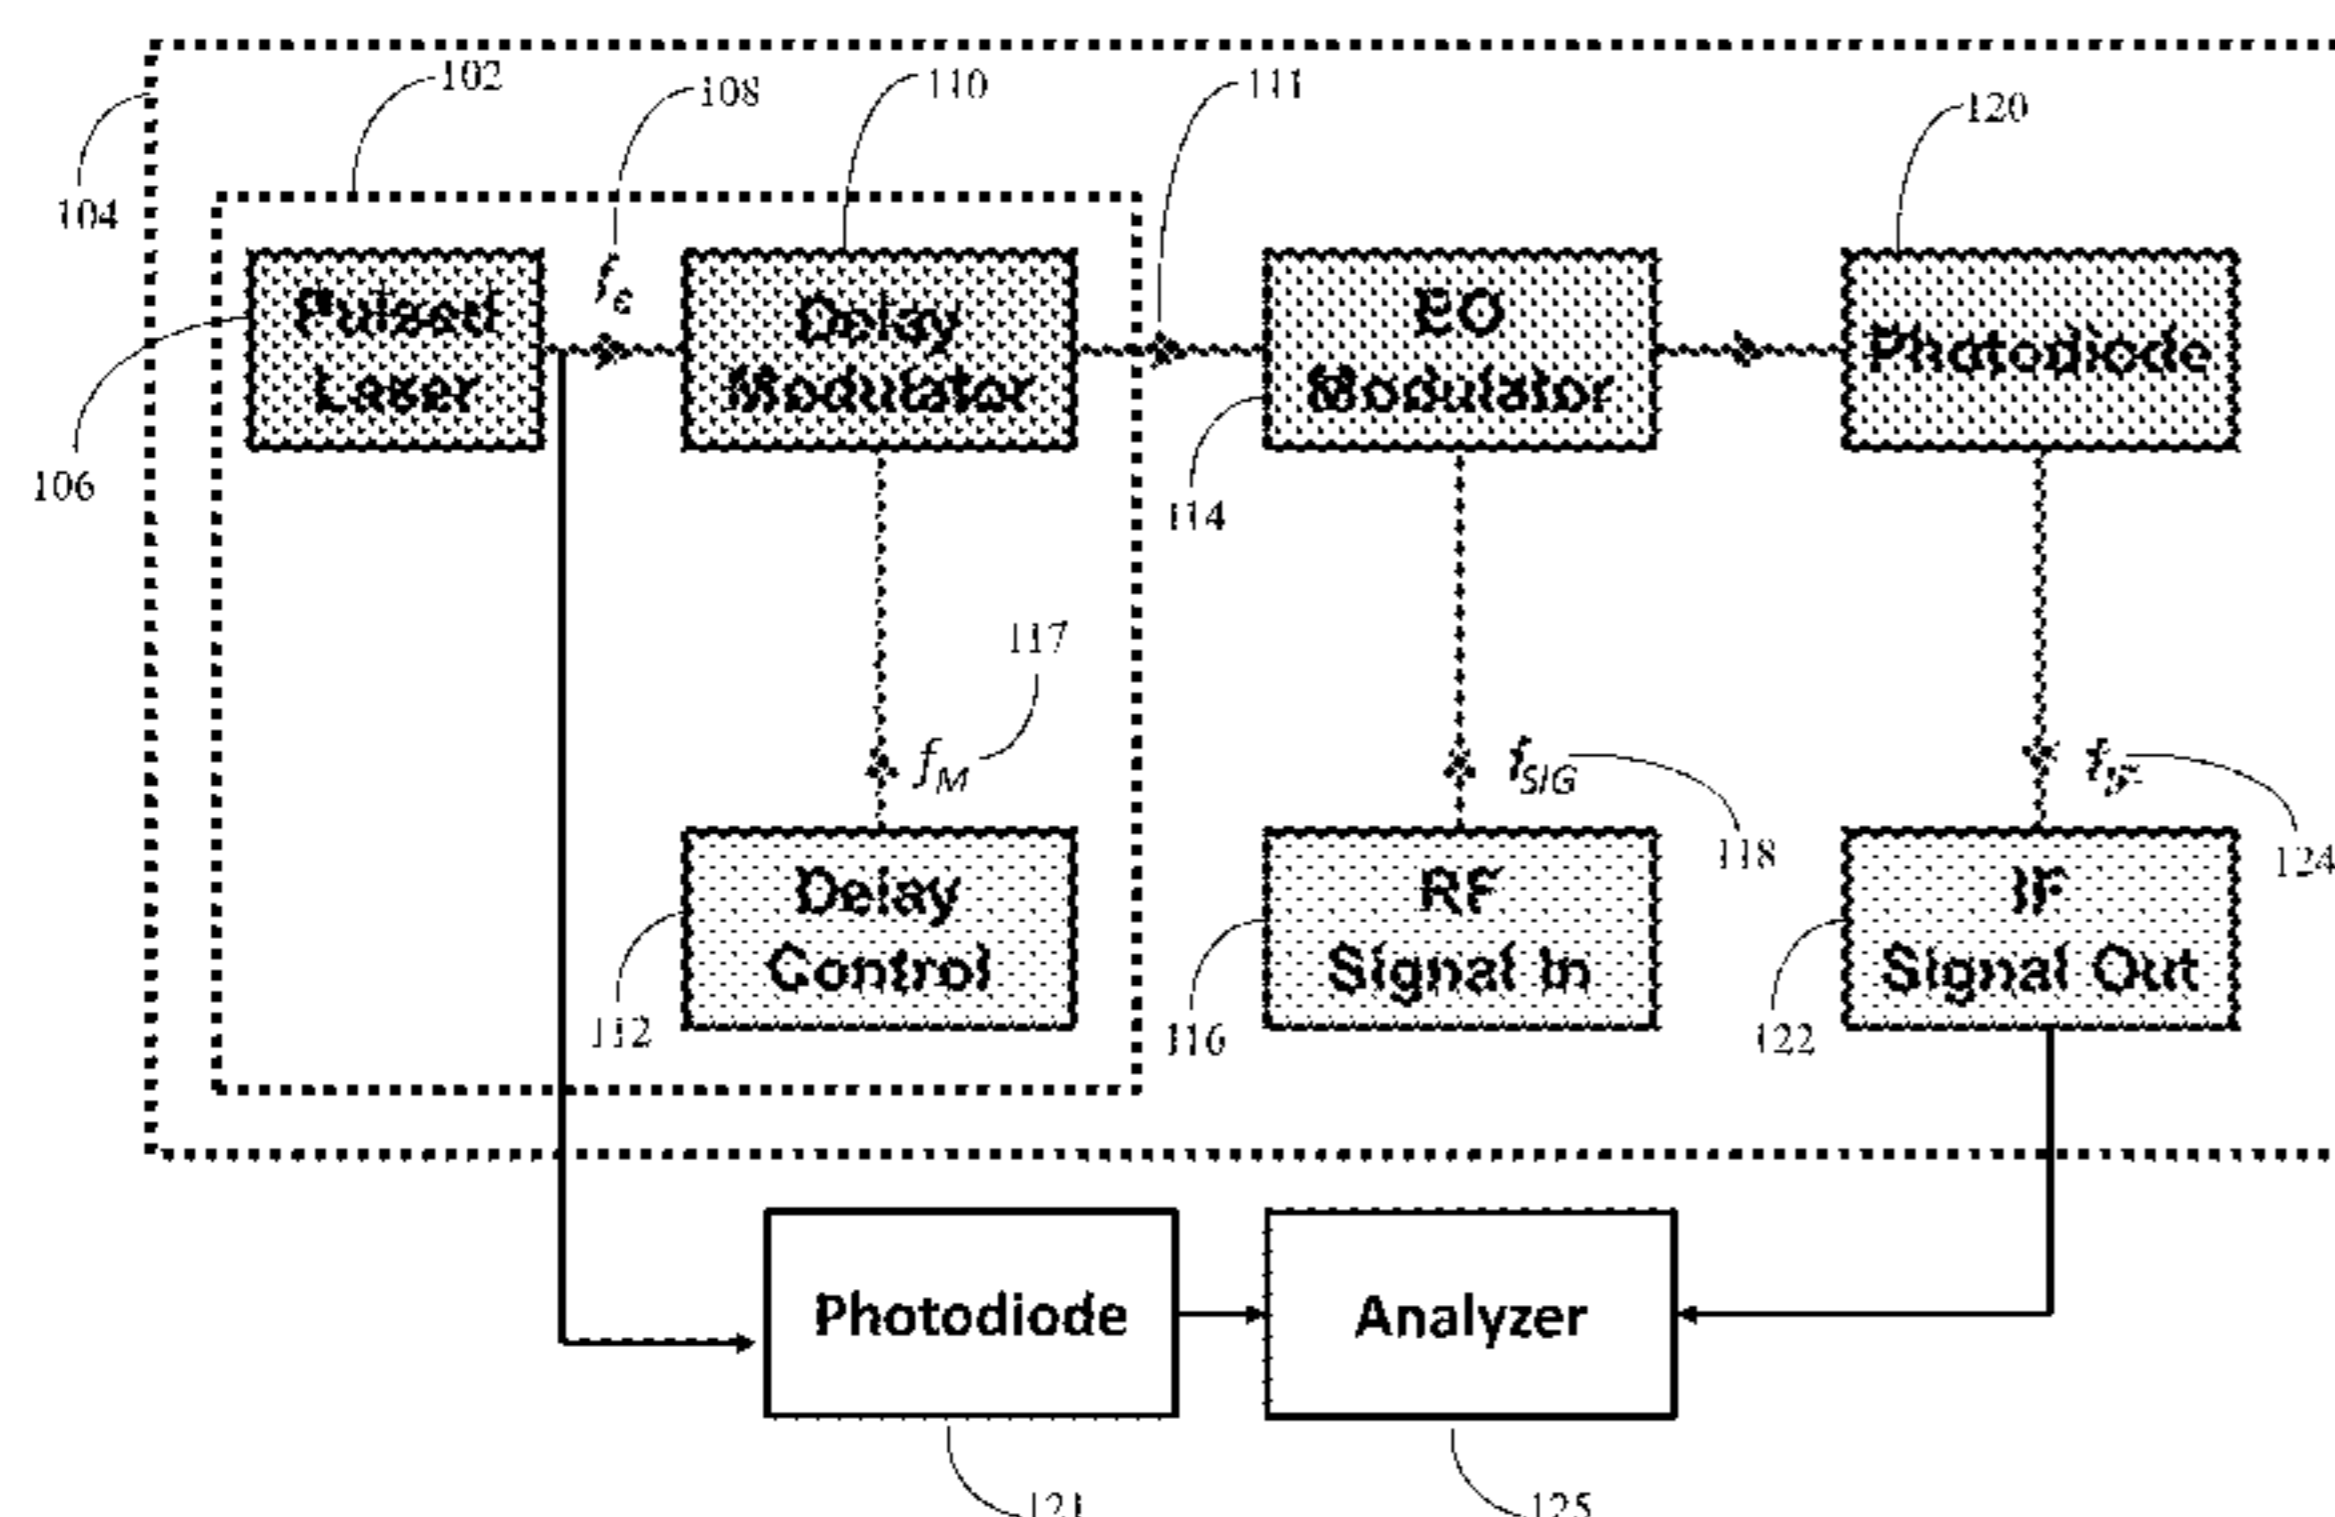 102
108
110
111
120
104
Pulsed
Laser
f
Delay
Modulator
EO
Modulator
Photodiode
106
114
117
f_M
f_SIG
f_IF
118
124
Delay
Control
RF
Signal In
IF
Signal Out
112
116
122
Photodiode
Analyzer
121
125